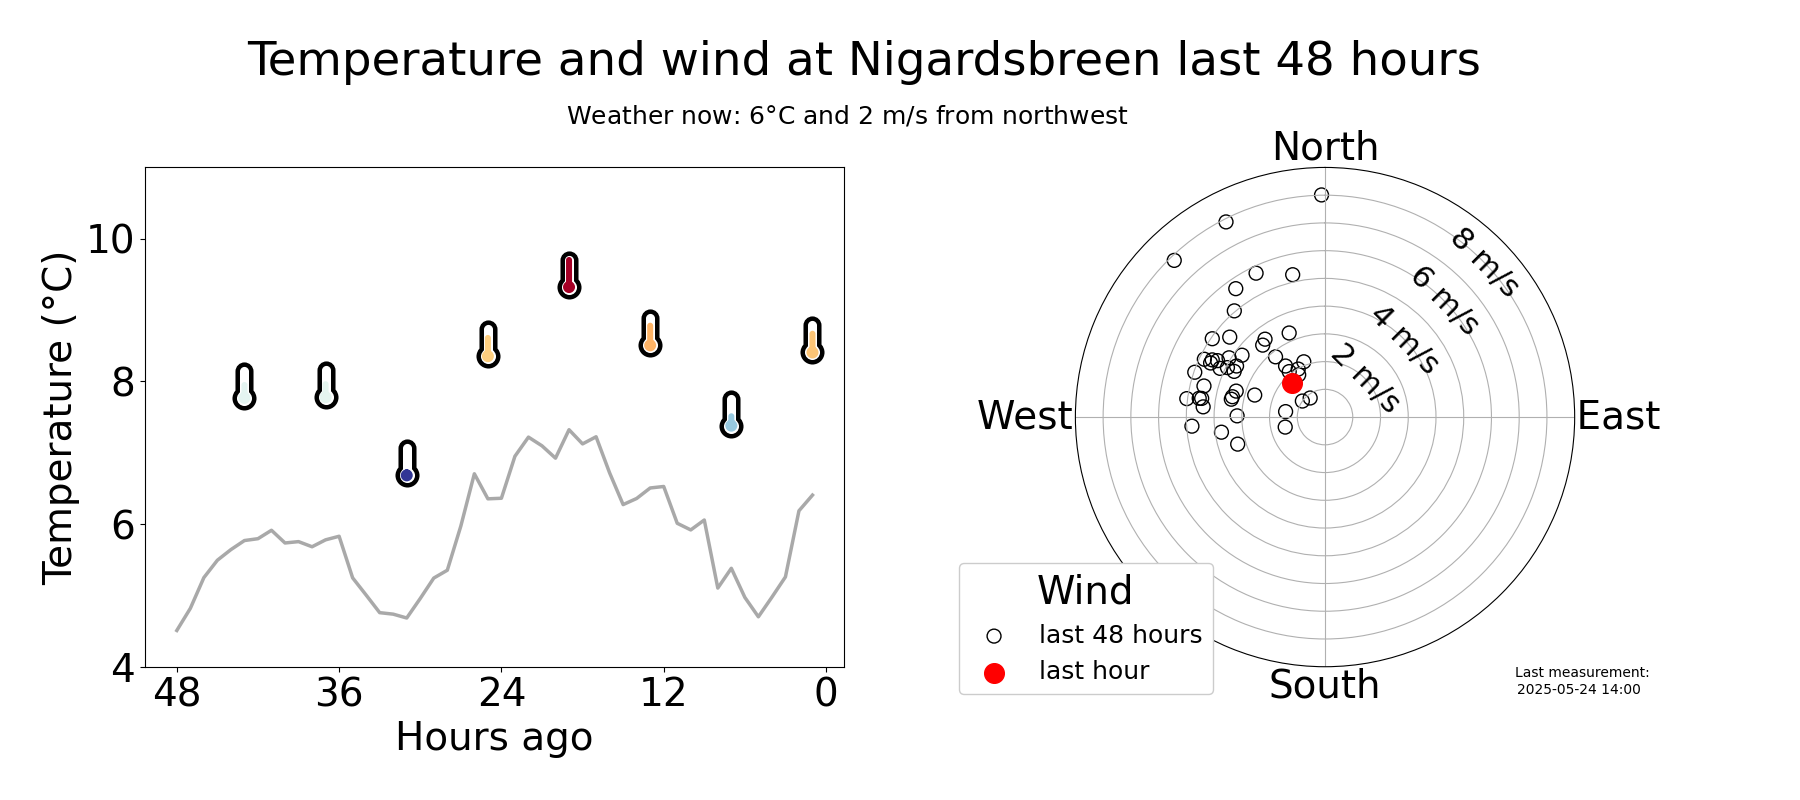 Temperature and wind at Nigardsbreen last 48 hours
Weather now: 6°C and 2 m/s from northwest
Temperature (°C)
10
8
6
4
48 36 24 12 0
Hours ago
North
West
East
South
8 m/s
6 m/s
4 m/s
2 m/s
Wind
last 48 hours
last hour
Last measurement:
2025-05-24 14:00